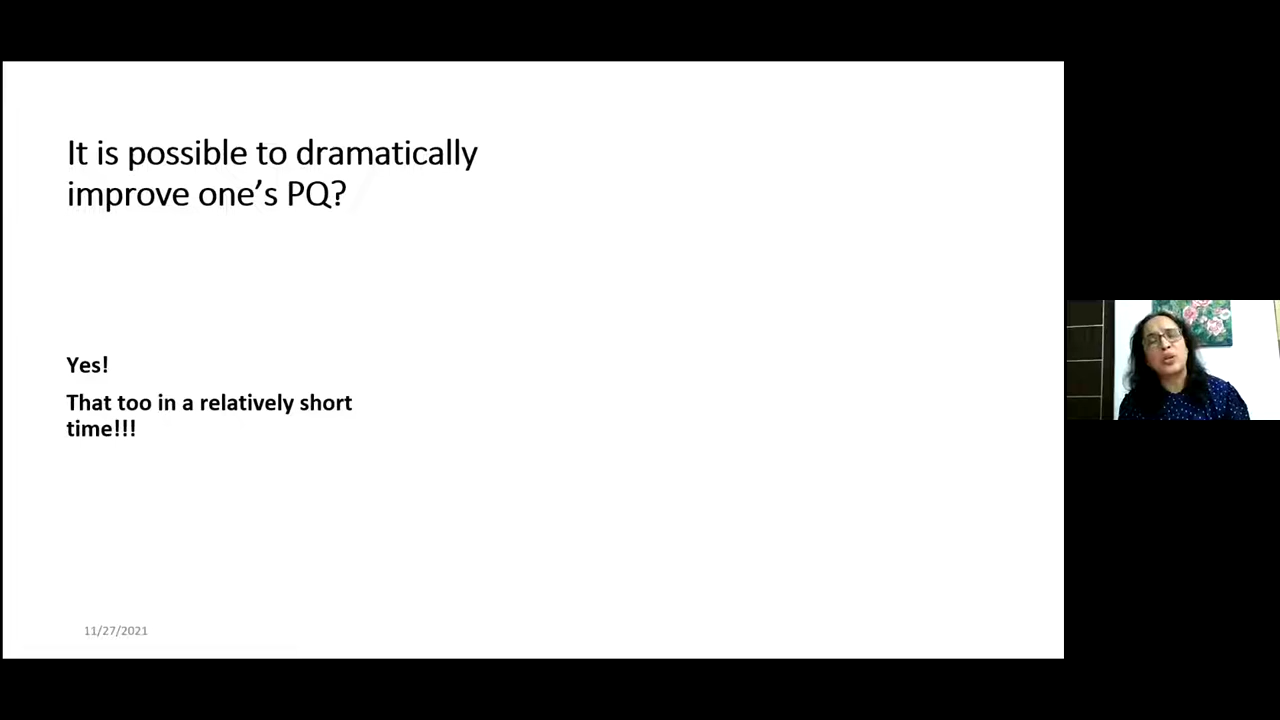 It is possible to dramatically
improve one’s PQ?
Yes!
That too in a relatively short
time!!!
11/27/2021